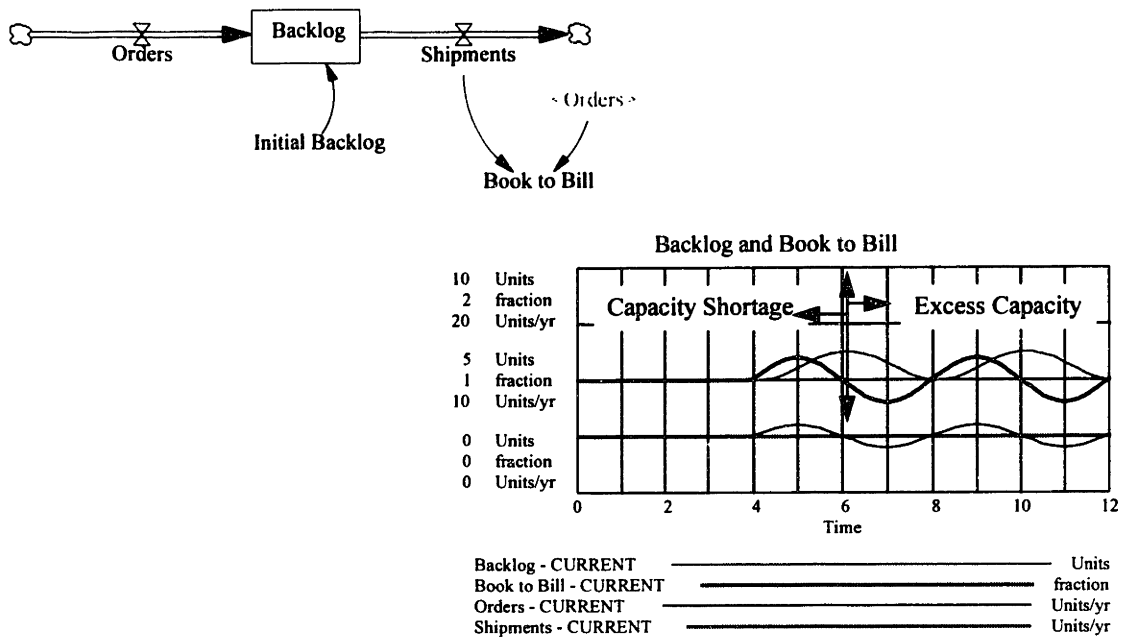 Backlog
Orders
Shipments
< Orders >
Initial Backlog
Book to Bill
Backlog and Book to Bill
10 Units
2 fraction
20 Units/yr
Capacity Shortage
Excess Capacity
5 Units
1 fraction
10 Units/yr
0 Units
0 fraction
0 Units/yr
0 2 4 6 8 10 12
Time
Backlog - CURRENT Units
Book to Bill - CURRENT fraction
Orders - CURRENT Units/yr
Shipments - CURRENT Units/yr